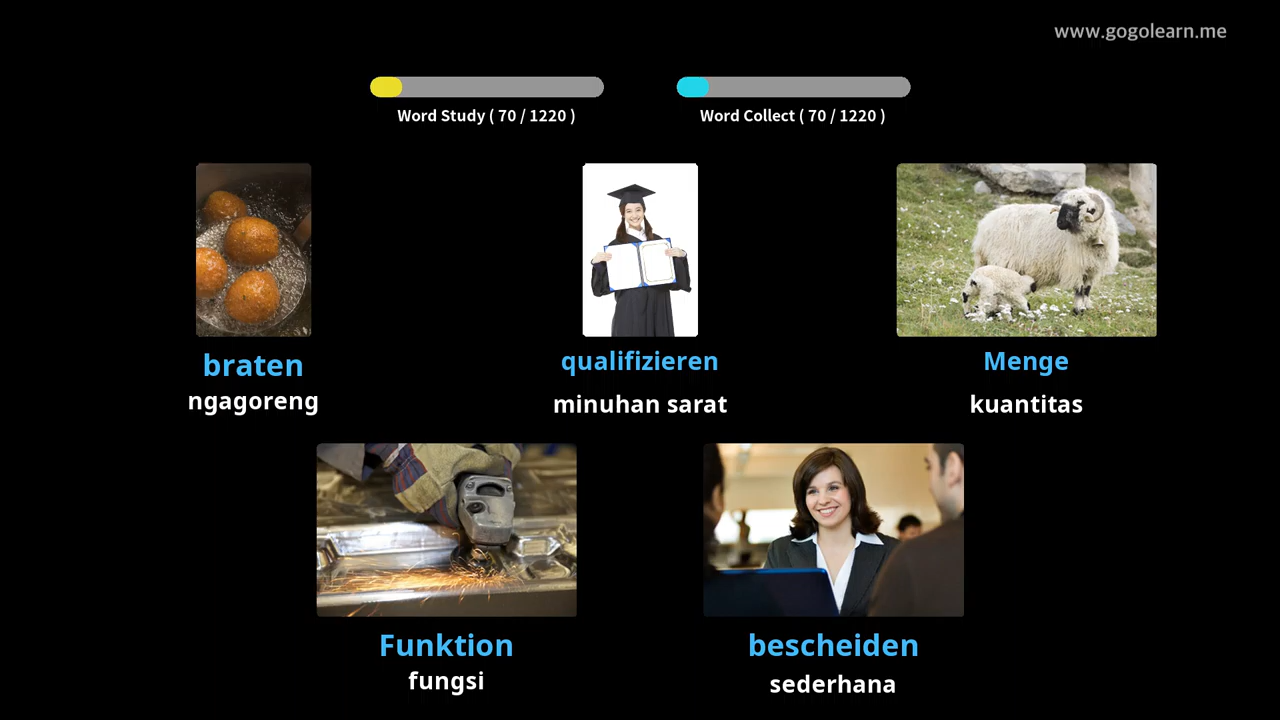 www.gogolearn.me
Word Study ( 70 / 1220 )
Word Collect ( 70 / 1220 )
braten
ngagoreng
qualifizieren
minuhan sarat
Menge
kuantitas
Funktion
fungsi
bescheiden
sederhana